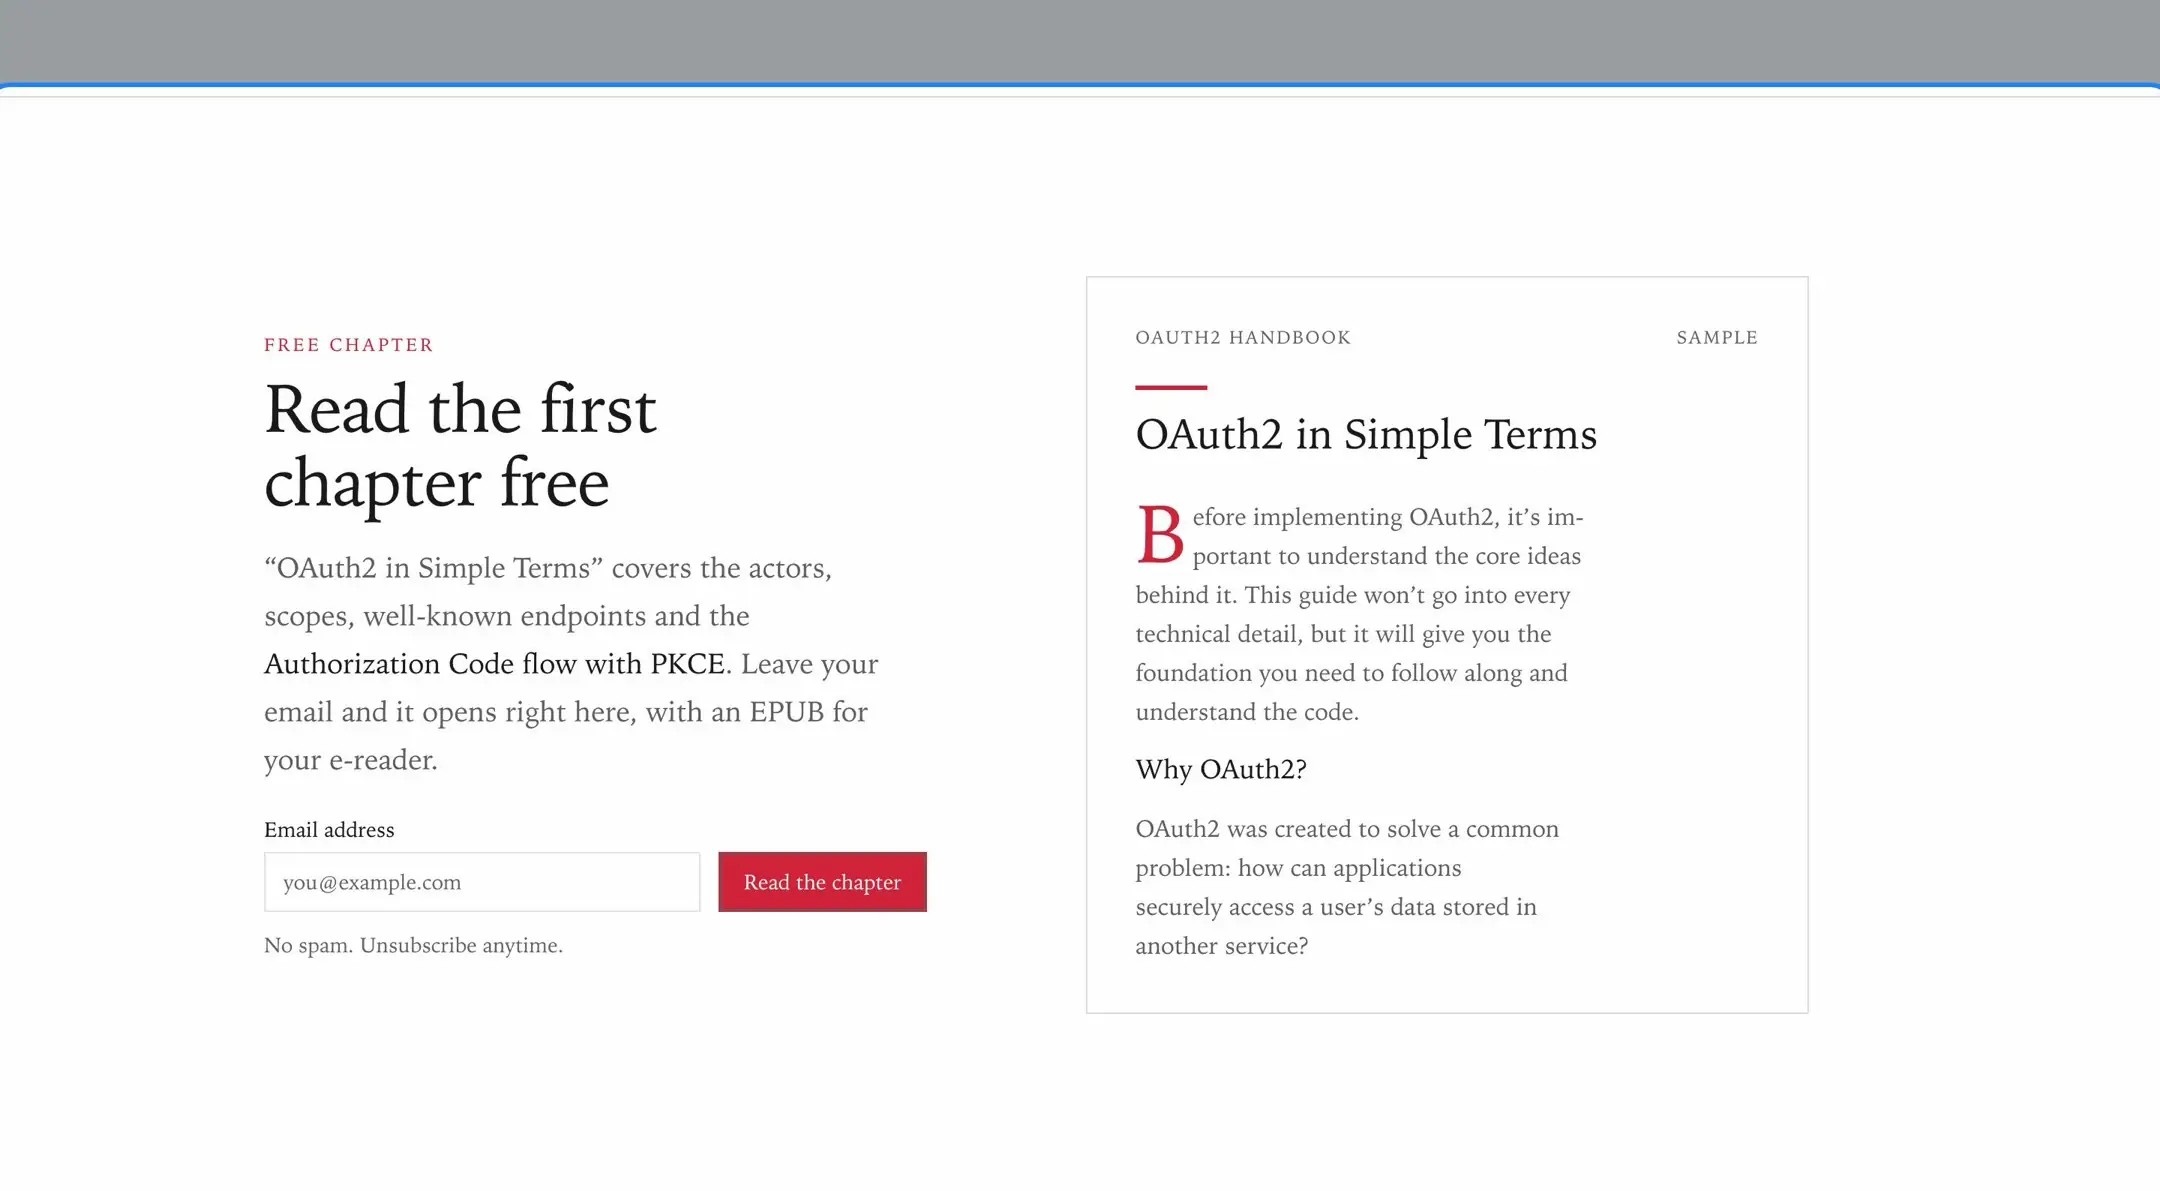 FREE CHAPTER
Read the first
chapter free
“OAuth2 in Simple Terms” covers the actors,
scopes, well-known endpoints and the
Authorization Code flow with PKCE. Leave your
email and it opens right here, with an EPUB for
your e-reader.
Email address
you@example.com
Read the chapter
No spam. Unsubscribe anytime.
OAUTH2 HANDBOOK
SAMPLE
OAuth2 in Simple Terms
Before implementing OAuth2, it’s im-
portant to understand the core ideas
behind it. This guide won’t go into every
technical detail, but it will give you the
foundation you need to follow along and
understand the code.
Why OAuth2?
OAuth2 was created to solve a common
problem: how can applications
securely access a user’s data stored in
another service?